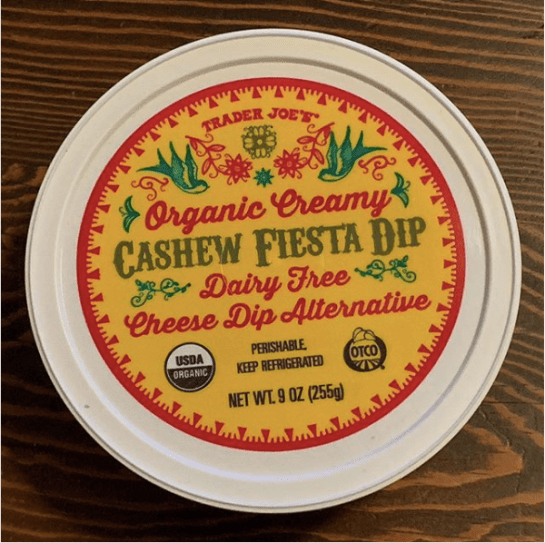 TRADER JOE'S
Organic Creamy
CASHEW FIESTA DIP
Dairy Free
Cheese Dip Alternative
USDA
ORGANIC
PERISHABLE,
KEEP REFRIGERATED
OTCO
NET WT. 9 OZ (255g)